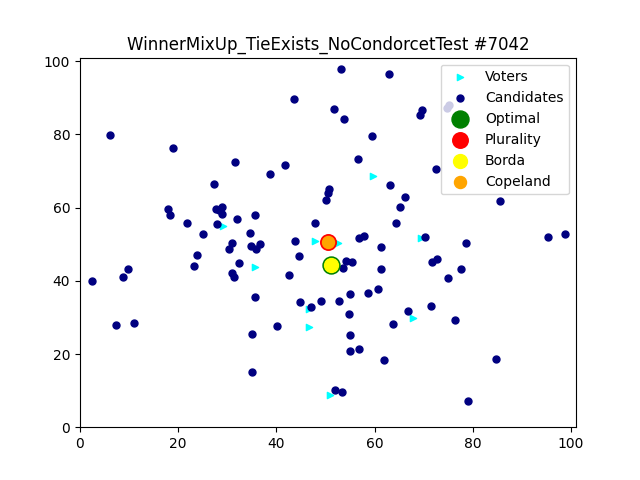 WinnerMixUp_TieExists_NoCondorcetTest #7042
100
80
60
40
20
0
0 20 40 60 80 100
Voters
Candidates
Optimal
Plurality
Borda
Copeland